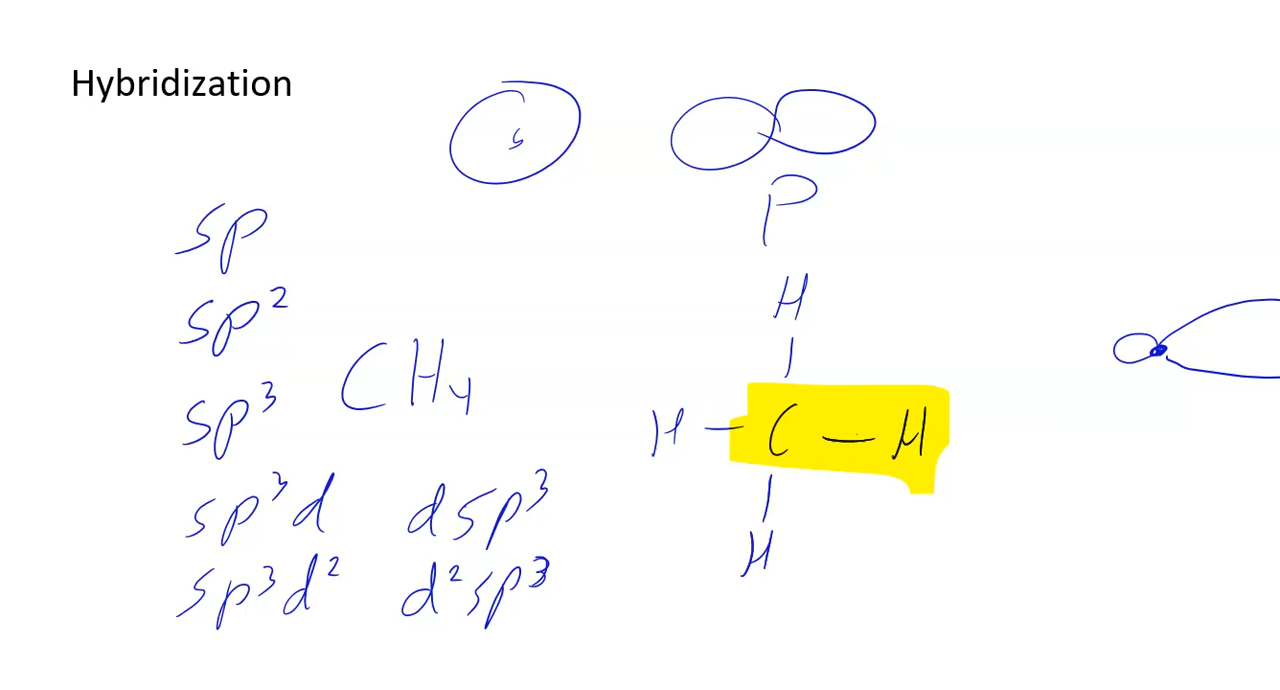 Hybridization
s
P
sp
sp²
sp³
CH₄
sp³d dsp³
sp³d² d²sp³
H
|
H – C — H
|
H